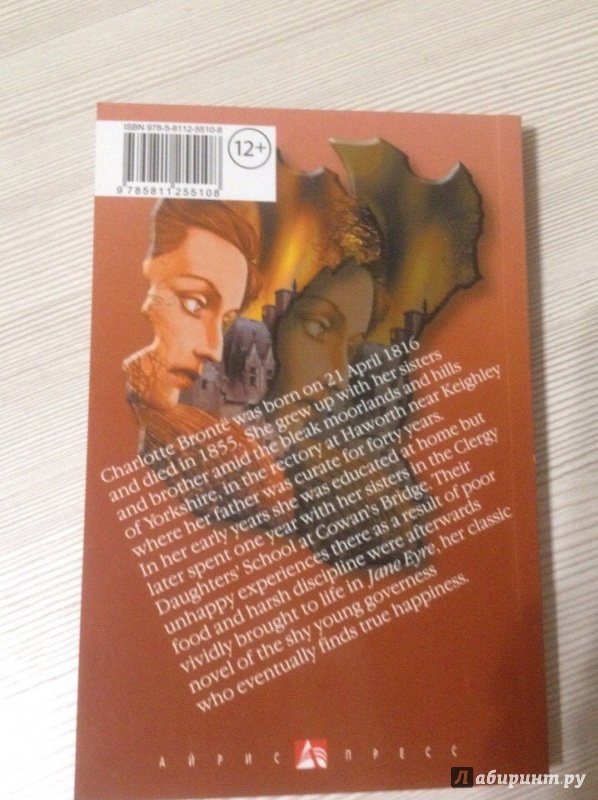 ISBN 978-5-8112-5510-8
12+
9 785811 255108
Charlotte Brontë was born on 21 April 1816
and died in 1855. She grew up with her sisters
and brother amid the bleak moorlands and hills
of Yorkshire, in the rectory at Haworth near Keighley
where her father was curate for forty years.
In her early years she was educated at home but
later spent one year with her sisters in the Clergy
Daughters' School at Cowan's Bridge. Their
unhappy experiences there as a result of poor
food and harsh discipline were afterwards
vividly brought to life in Jane Eyre, her classic
novel of the shy young governess
who eventually finds true happiness.
АЙРИС ПРЕСС
Лабиринт.ру